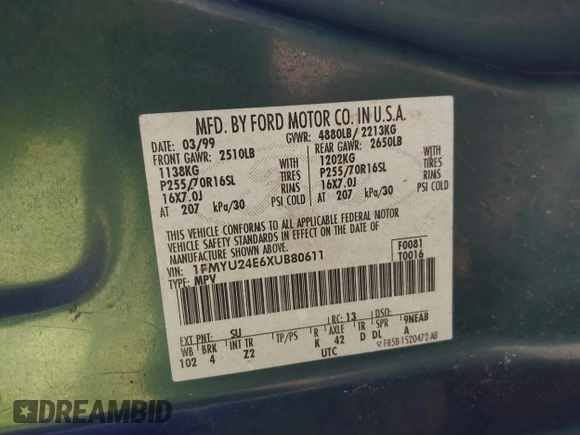 MFD. BY FORD MOTOR CO. IN U.S.A.
DATE: 03/99 GVWR: 4880LB/ 2213KG
FRONT GAWR: 2510LB REAR GAWR: 2650LB
1138KG WITH 1202KG WITH
P255/70R16SL TIRES P255/70R16SL TIRES
16X7.0J RIMS 16X7.0J RIMS
AT 207 kPa/30 PSI COLD AT 207 kPa/30 PSI COLD
THIS VEHICLE CONFORMS TO ALL APPLICABLE FEDERAL MOTOR
VEHICLE SAFETY STANDARDS IN EFFECT ON THE DATE OF
MANUFACTURE SHOWN ABOVE.
VIN: 1FMYU24E6XUB80611 F0081
TYPE: MPV T0016
EXT PNT: SU RC: 13 DSO:
WB BRK INT TR TP/PS R AXLE TR SPR 9NEAB
102 4 Z2 K 42 D DL A
UTC F85B-1520472-AB
DREAMBID